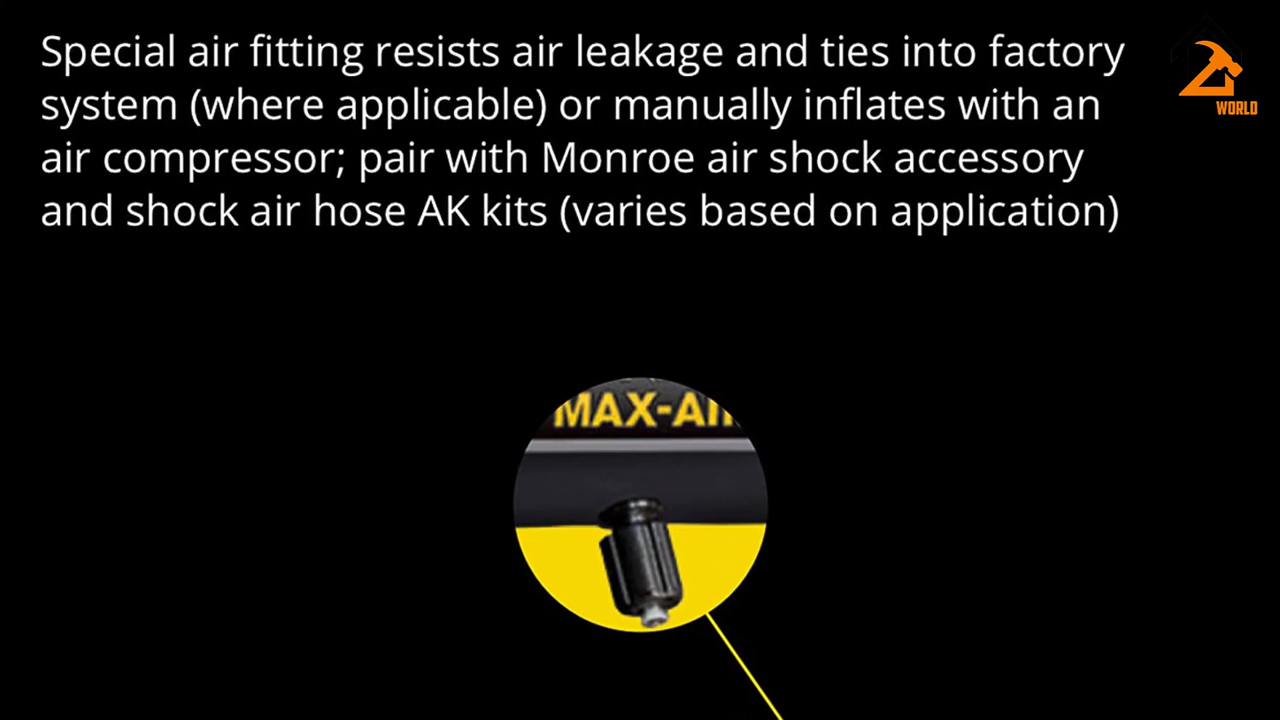 Special air fitting resists air leakage and ties into factory
system (where applicable) or manually inflates with an
air compressor; pair with Monroe air shock accessory
and shock air hose AK kits (varies based on application)
WORLD
MAX-AIR